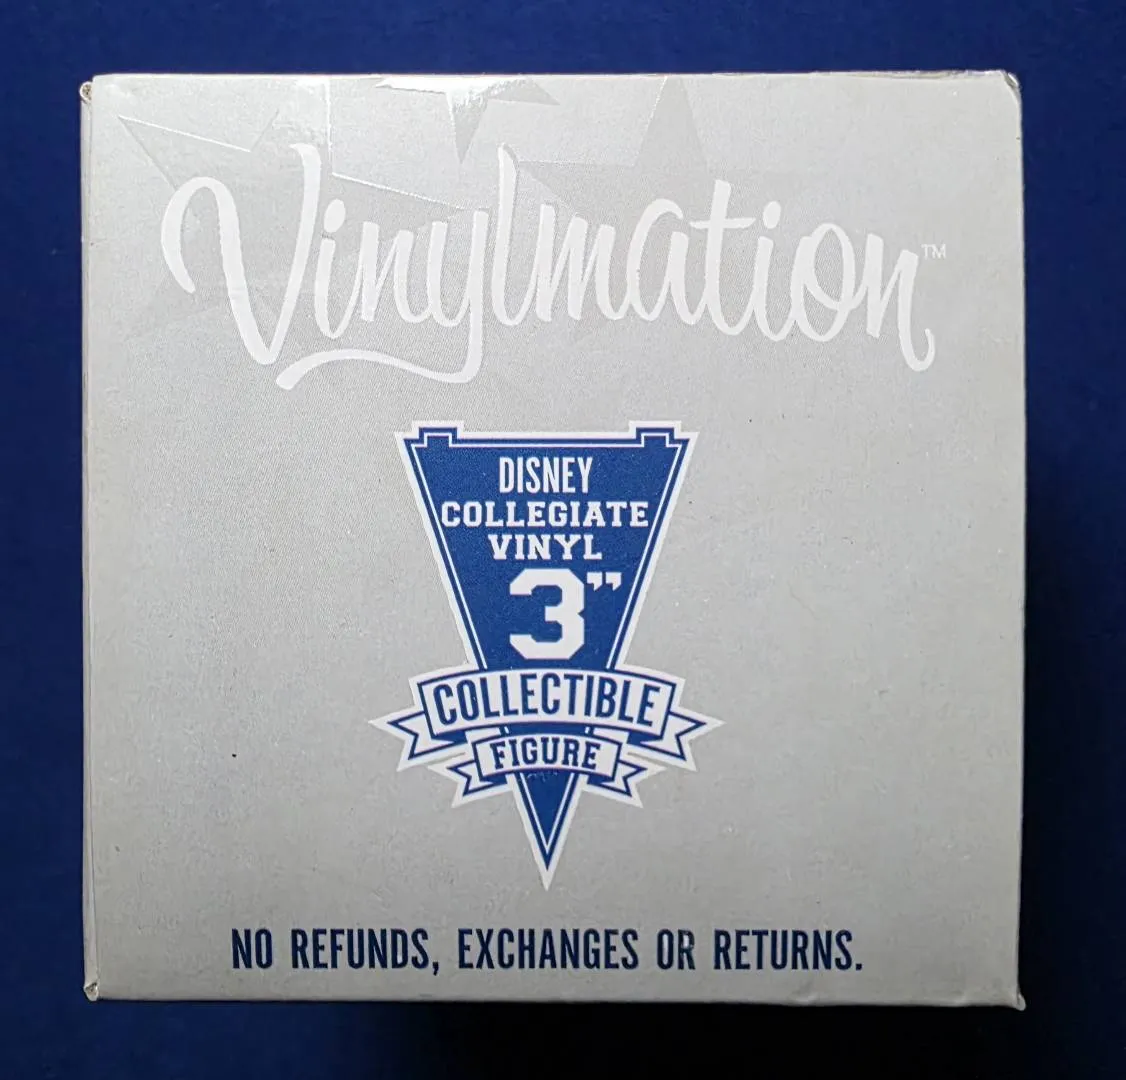 Vinylmation™
DISNEY
COLLEGIATE
VINYL
3”
COLLECTIBLE
FIGURE
NO REFUNDS, EXCHANGES OR RETURNS.